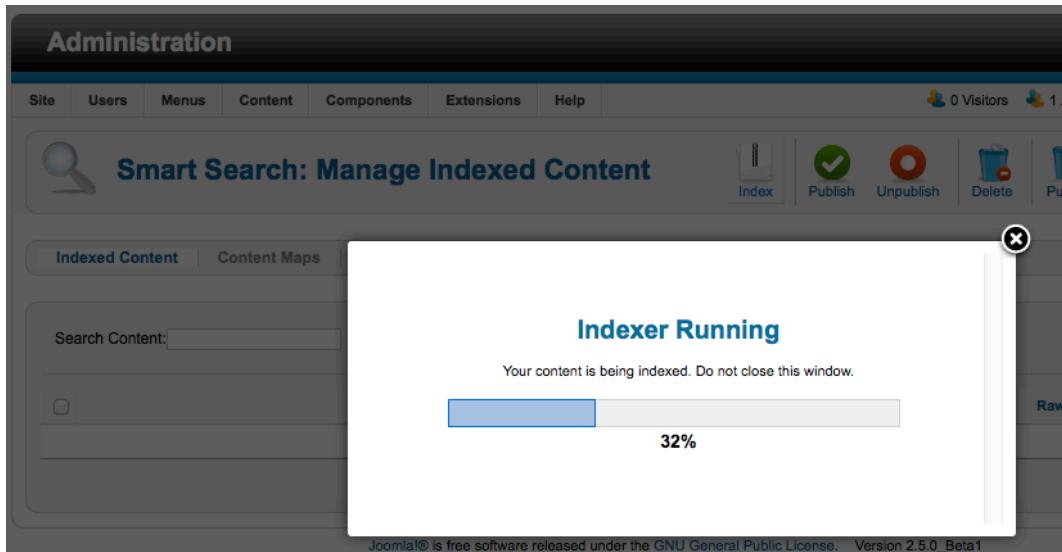 Administration
Site Users Menus Content Components Extensions Help 0 Visitors 1
Smart Search: Manage Indexed Content
Index Publish Unpublish Delete
Indexed Content Content Maps
Indexer Running
Search Content:
Your content is being indexed. Do not close this window.
Raw
32%
Joomla!® is free software released under the GNU General Public License. Version 2.5.0_Beta1